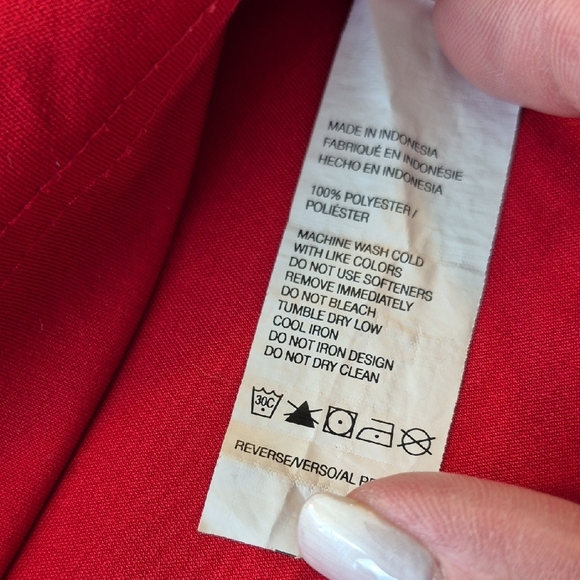 MADE IN INDONESIA
FABRIQUÉ EN INDONÉSIE
HECHO EN INDONESIA
100% POLYESTER /
POLIÉSTER
MACHINE WASH COLD
WITH LIKE COLORS
DO NOT USE SOFTENERS
REMOVE IMMEDIATELY
DO NOT BLEACH
TUMBLE DRY LOW
COOL IRON
DO NOT IRON DESIGN
DO NOT DRY CLEAN
30C
REVERSE/VERSO/AL